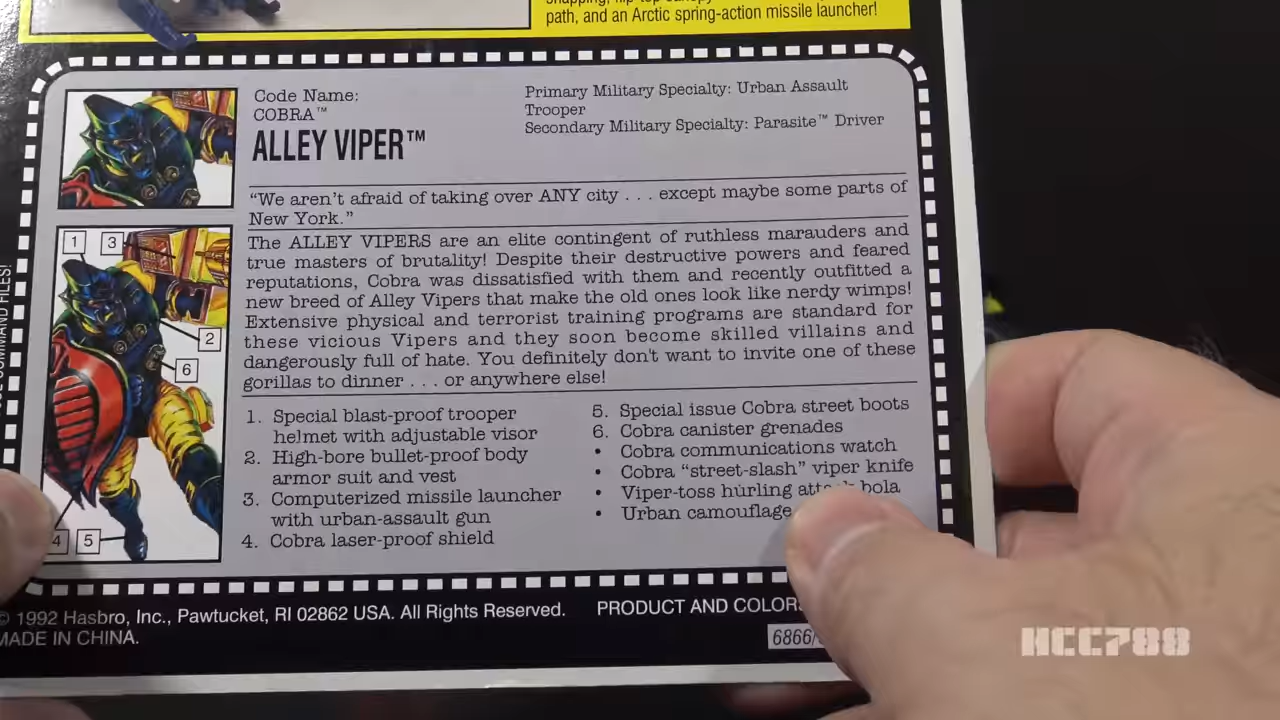 path, and an Arctic spring-action missile launcher!
Code Name:
COBRA™
ALLEY VIPER™
Primary Military Specialty: Urban Assault
Trooper
Secondary Military Specialty: Parasite™ Driver
"We aren't afraid of taking over ANY city . . . except maybe some parts of
New York."
The ALLEY VIPERS are an elite contingent of ruthless marauders and
true masters of brutality! Despite their destructive powers and feared
reputations, Cobra was dissatisfied with them and recently outfitted a
new breed of Alley Vipers that make the old ones look like nerdy wimps!
Extensive physical and terrorist training programs are standard for
these vicious Vipers and they soon become skilled villains and
dangerously full of hate. You definitely don't want to invite one of these
gorillas to dinner . . . or anywhere else!
1 3
2
6
4 5
1. Special blast-proof trooper
helmet with adjustable visor
2. High-bore bullet-proof body
armor suit and vest
3. Computerized missile launcher
with urban-assault gun
4. Cobra laser-proof shield
5. Special issue Cobra street boots
6. Cobra canister grenades
• Cobra communications watch
• Cobra "street-slash" viper knife
• Viper-toss hurling attack bola
• Urban camouflage
© 1992 Hasbro, Inc., Pawtucket, RI 02862 USA. All Rights Reserved.
PRODUCT AND COLORS
MADE IN CHINA.
6866/
HCC788